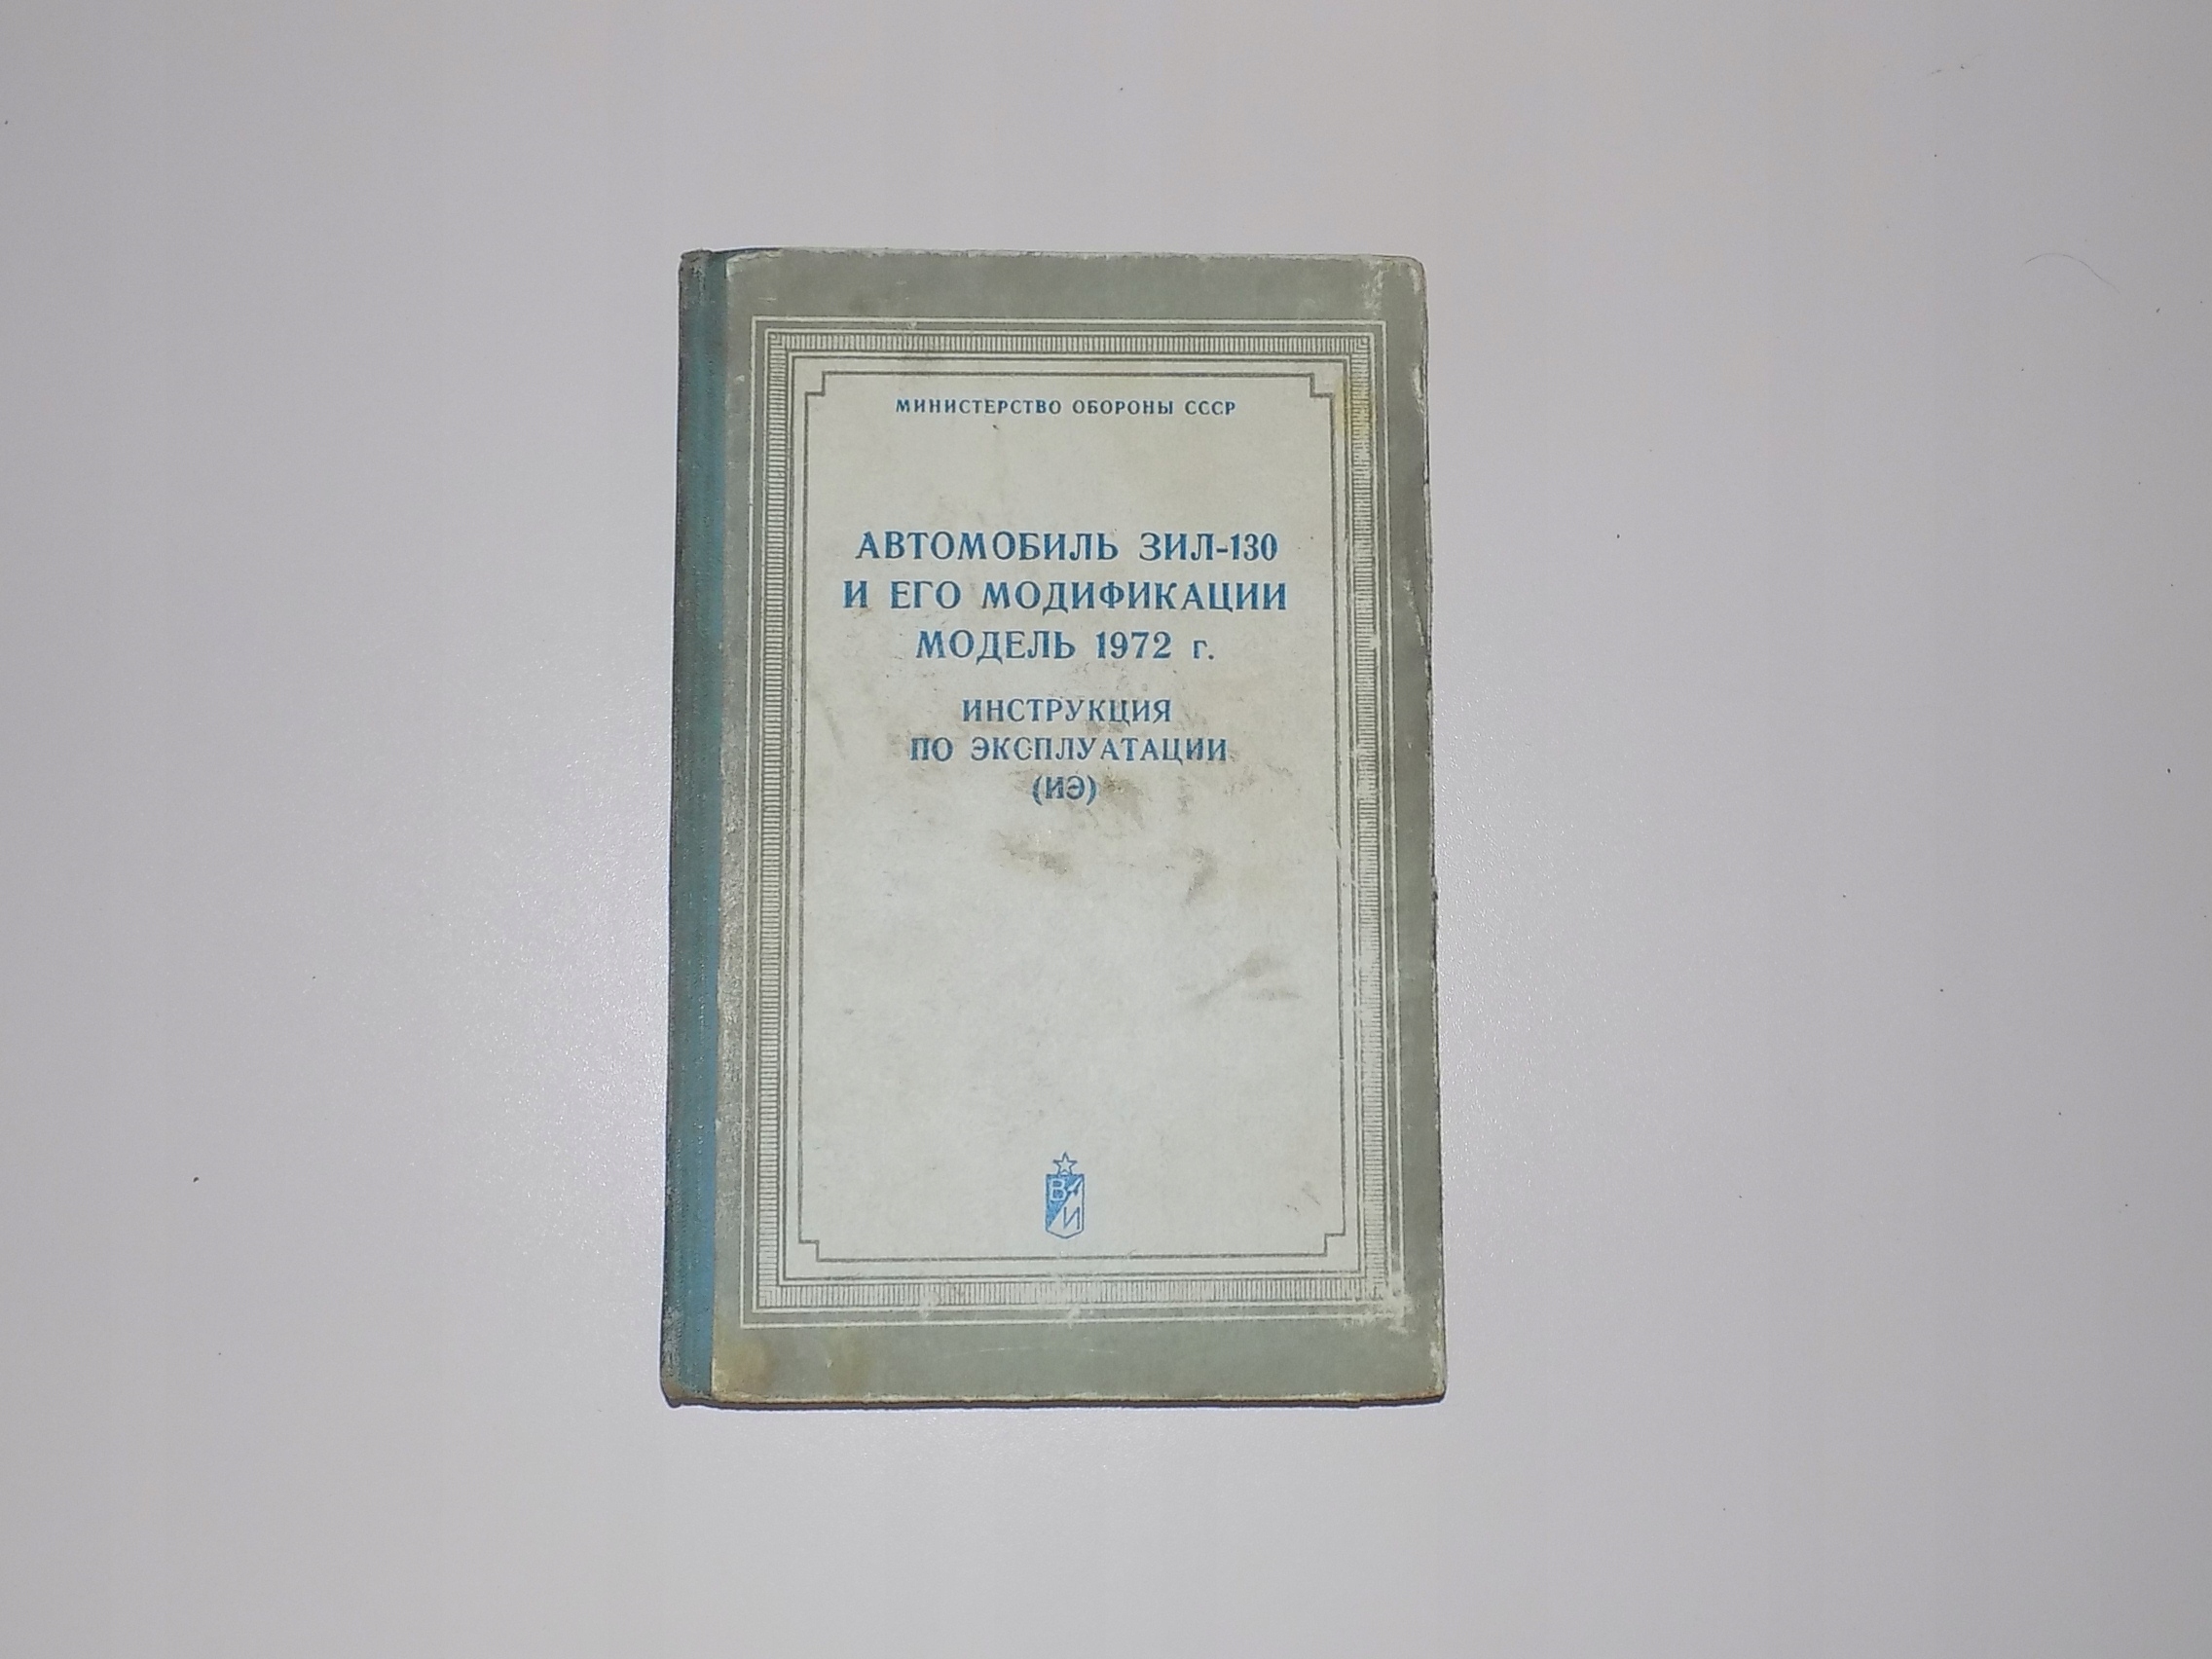 МИНИСТЕРСТВО ОБОРОНЫ СССР
АВТОМОБИЛЬ ЗИЛ-130
И ЕГО МОДИФИКАЦИИ
МОДЕЛЬ 1972 г.
ИНСТРУКЦИЯ
ПО ЭКСПЛУАТАЦИИ
(ИЭ)
В
И